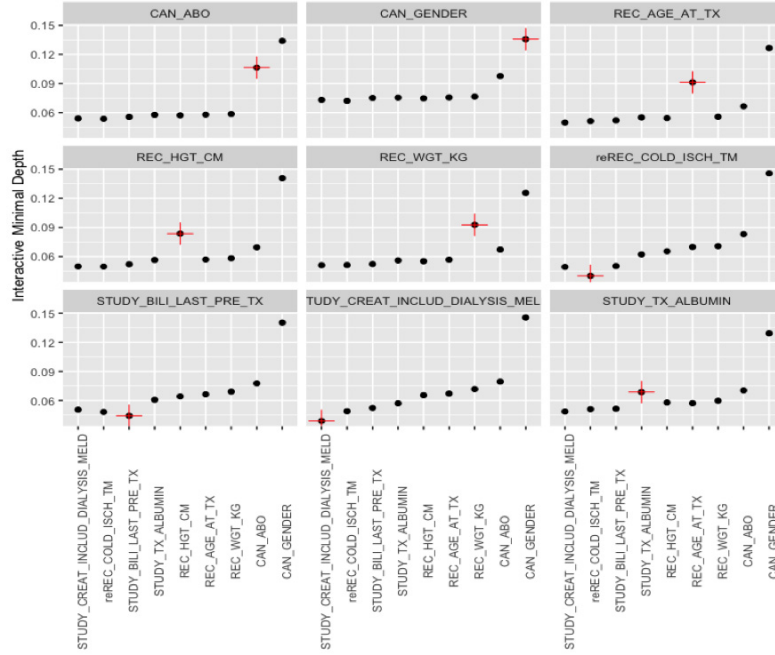 CAN_ABO CAN_GENDER REC_AGE_AT_TX
0.15
0.12
0.09
0.06
REC_HGT_CM REC_WGT_KG reREC_COLD_ISCH_TM
0.15
0.12
0.09
0.06
STUDY_BILI_LAST_PRE_TX TUDY_CREAT_INCLUD_DIALYSIS_MEL STUDY_TX_ALBUMIN
0.15
0.12
0.09
0.06
Interactive Minimal Depth
STUDY_CREAT_INCLUD_DIALYSIS_MELD
reREC_COLD_ISCH_TM
STUDY_BILI_LAST_PRE_TX
STUDY_TX_ALBUMIN
REC_HGT_CM
REC_AGE_AT_TX
REC_WGT_KG
CAN_ABO
CAN_GENDER
STUDY_CREAT_INCLUD_DIALYSIS_MELD
reREC_COLD_ISCH_TM
STUDY_BILI_LAST_PRE_TX
STUDY_TX_ALBUMIN
REC_HGT_CM
REC_AGE_AT_TX
REC_WGT_KG
CAN_ABO
CAN_GENDER
STUDY_CREAT_INCLUD_DIALYSIS_MELD
reREC_COLD_ISCH_TM
STUDY_BILI_LAST_PRE_TX
STUDY_TX_ALBUMIN
REC_HGT_CM
REC_AGE_AT_TX
REC_WGT_KG
CAN_ABO
CAN_GENDER